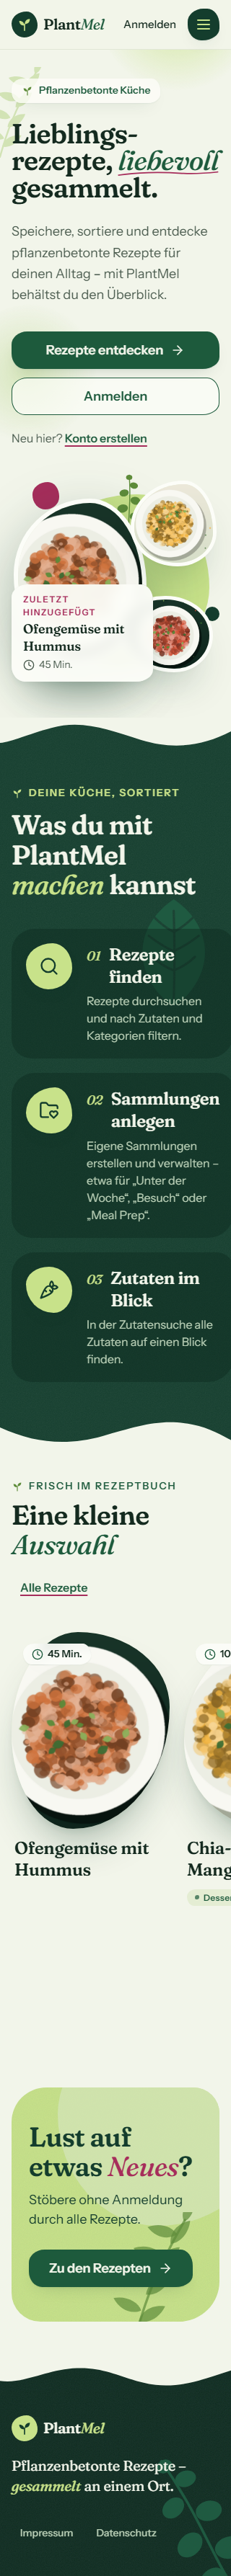 PlantMel
Anmelden
Pflanzenbetonte Küche
Lieblings-
rezepte, liebevoll
gesammelt.
Speichere, sortiere und entdecke
pflanzenbetonte Rezepte für
deinen Alltag – mit PlantMel
behältst du den Überblick.
Rezepte entdecken
Anmelden
Neu hier? Konto erstellen
ZULETZT
HINZUGEFÜGT
Ofengemüse mit
Hummus
45 Min.
DEINE KÜCHE, SORTIERT
Was du mit
PlantMel
machen kannst
01 Rezepte
finden
Rezepte durchsuchen
und nach Zutaten und
Kategorien filtern.
02 Sammlungen
anlegen
Eigene Sammlungen
erstellen und verwalten –
etwa für „Unter der
Woche“, „Besuch“ oder
„Meal Prep“.
03 Zutaten im
Blick
In der Zutatensuche alle
Zutaten auf einen Blick
finden.
FRISCH IM REZEPTBUCH
Eine kleine
Auswahl
Alle Rezepte
45 Min.
10
Ofengemüse mit
Hummus
Chia-
Mang
Desser
Lust auf
etwas Neues?
Stöbere ohne Anmeldung
durch alle Rezepte.
Zu den Rezepten
PlantMel
Pflanzenbetonte Rezepte –
gesammelt an einem Ort.
Impressum
Datenschutz